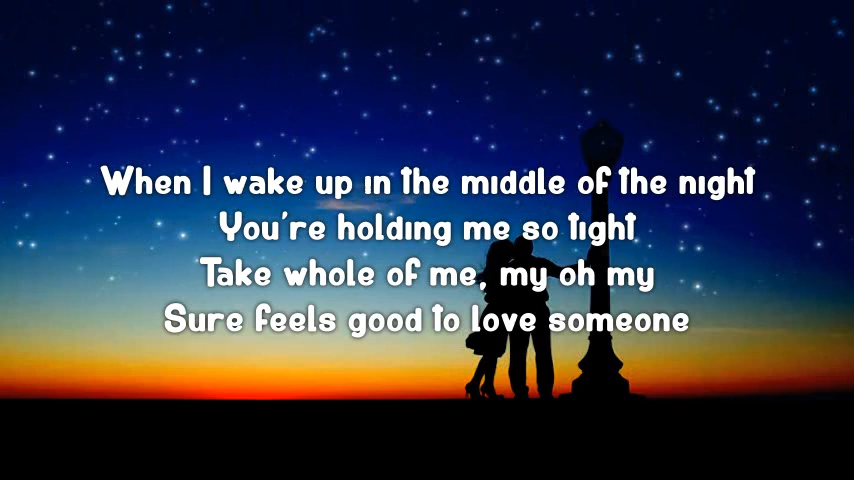 When I wake up in the middle of the night
You're holding me so tight
Take whole of me, my oh my
Sure feels good to love someone